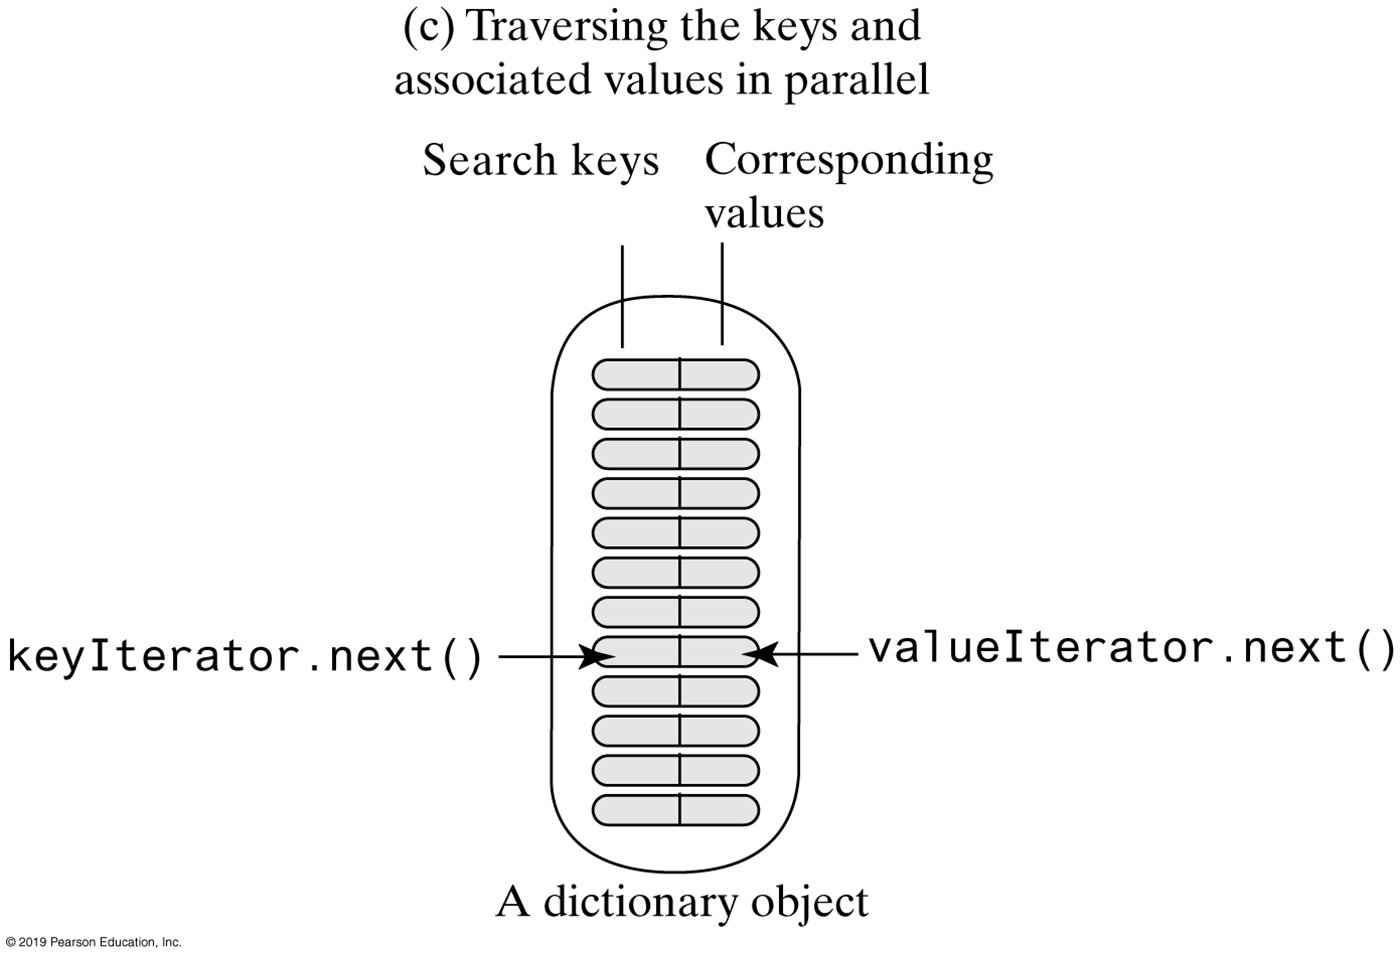 (c) Traversing the keys and
associated values in parallel
Search keys
Corresponding
values
keyIterator.next()
valueIterator.next()
A dictionary object
© 2019 Pearson Education, Inc.